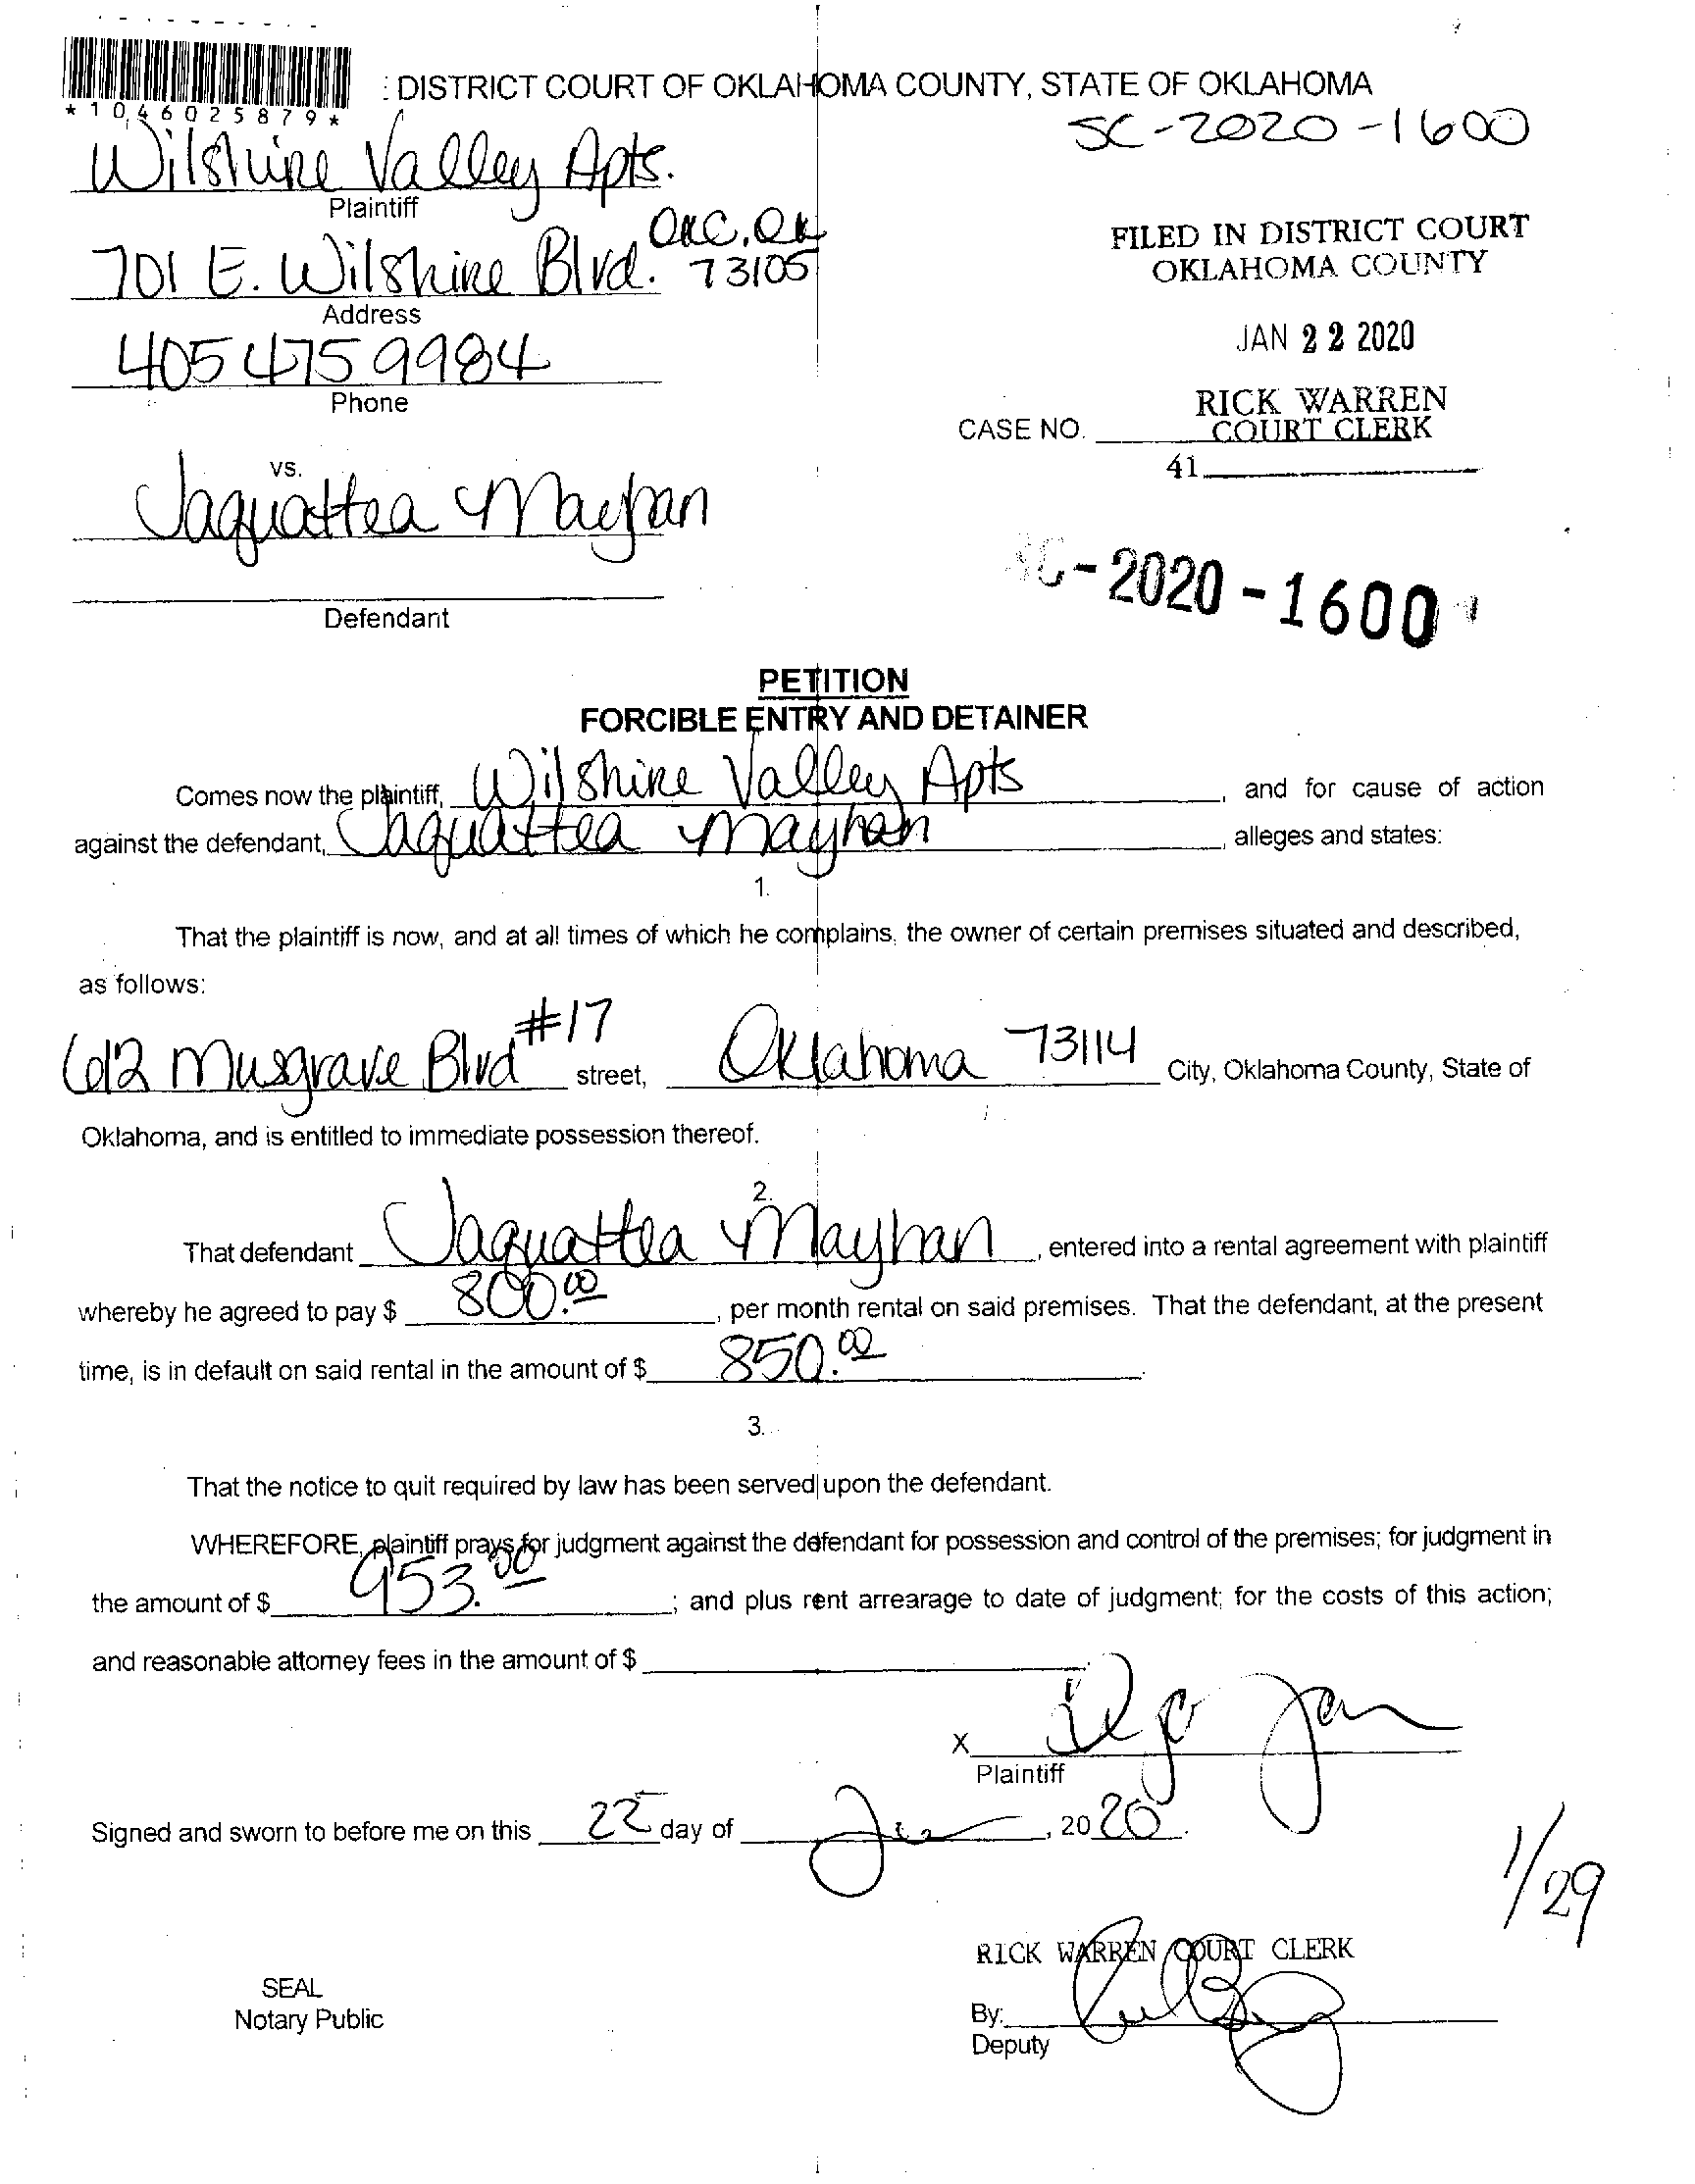 : DISTRICT COURT OF OKLAHOMA COUNTY, STATE OF OKLAHOMA
*1046025879*
SC-2020-1600
Wilshire Valley Apts.
Plaintiff
701 E. Wilshire Blvd. OKC, OK 73105
Address
FILED IN DISTRICT COURT
OKLAHOMA COUNTY
JAN 22 2020
405 475 9984
Phone
RICK WARREN
COURT CLERK
CASE NO.
41
vs.
Jaquattea Mayhan
Defendant
SC-2020-1600
PETITION
FORCIBLE ENTRY AND DETAINER
Comes now the plaintiff, Wilshire Valley Apts, and for cause of action
against the defendant, Jaquattea Mayhan, alleges and states:
1.
That the plaintiff is now, and at all times of which he complains, the owner of certain premises situated and described,
as follows:
612 Musgrave Blvd #17 street, Oklahoma 73114 City, Oklahoma County, State of
Oklahoma, and is entitled to immediate possession thereof.
2.
That defendant Jaquattea Mayhan, entered into a rental agreement with plaintiff
whereby he agreed to pay $ 800.00, per month rental on said premises. That the defendant, at the present
time, is in default on said rental in the amount of $ 850.00.
3.
That the notice to quit required by law has been served upon the defendant.
WHEREFORE, plaintiff prays for judgment against the defendant for possession and control of the premises; for judgment in
the amount of $ 953.00; and plus rent arrearage to date of judgment; for the costs of this action;
and reasonable attorney fees in the amount of $
X
Plaintiff
Signed and sworn to before me on this 22 day of Jan, 2020.
1/29
RICK WARREN COURT CLERK
SEAL
Notary Public
By:
Deputy